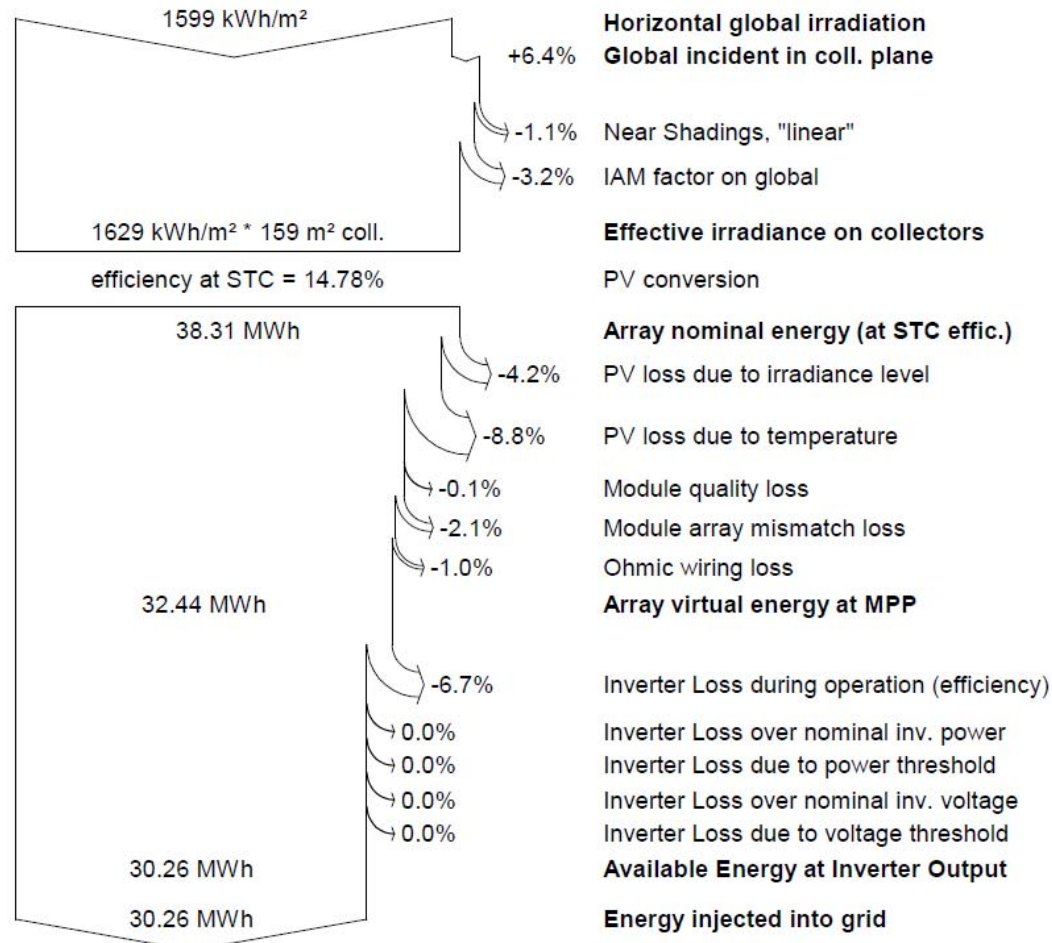 1599 kWh/m² Horizontal global irradiation
+6.4% Global incident in coll. plane
-1.1% Near Shadings, "linear"
-3.2% IAM factor on global
1629 kWh/m² * 159 m² coll. Effective irradiance on collectors
efficiency at STC = 14.78% PV conversion
38.31 MWh Array nominal energy (at STC effic.)
-4.2% PV loss due to irradiance level
-8.8% PV loss due to temperature
-0.1% Module quality loss
-2.1% Module array mismatch loss
-1.0% Ohmic wiring loss
32.44 MWh Array virtual energy at MPP
-6.7% Inverter Loss during operation (efficiency)
0.0% Inverter Loss over nominal inv. power
0.0% Inverter Loss due to power threshold
0.0% Inverter Loss over nominal inv. voltage
0.0% Inverter Loss due to voltage threshold
30.26 MWh Available Energy at Inverter Output
30.26 MWh Energy injected into grid